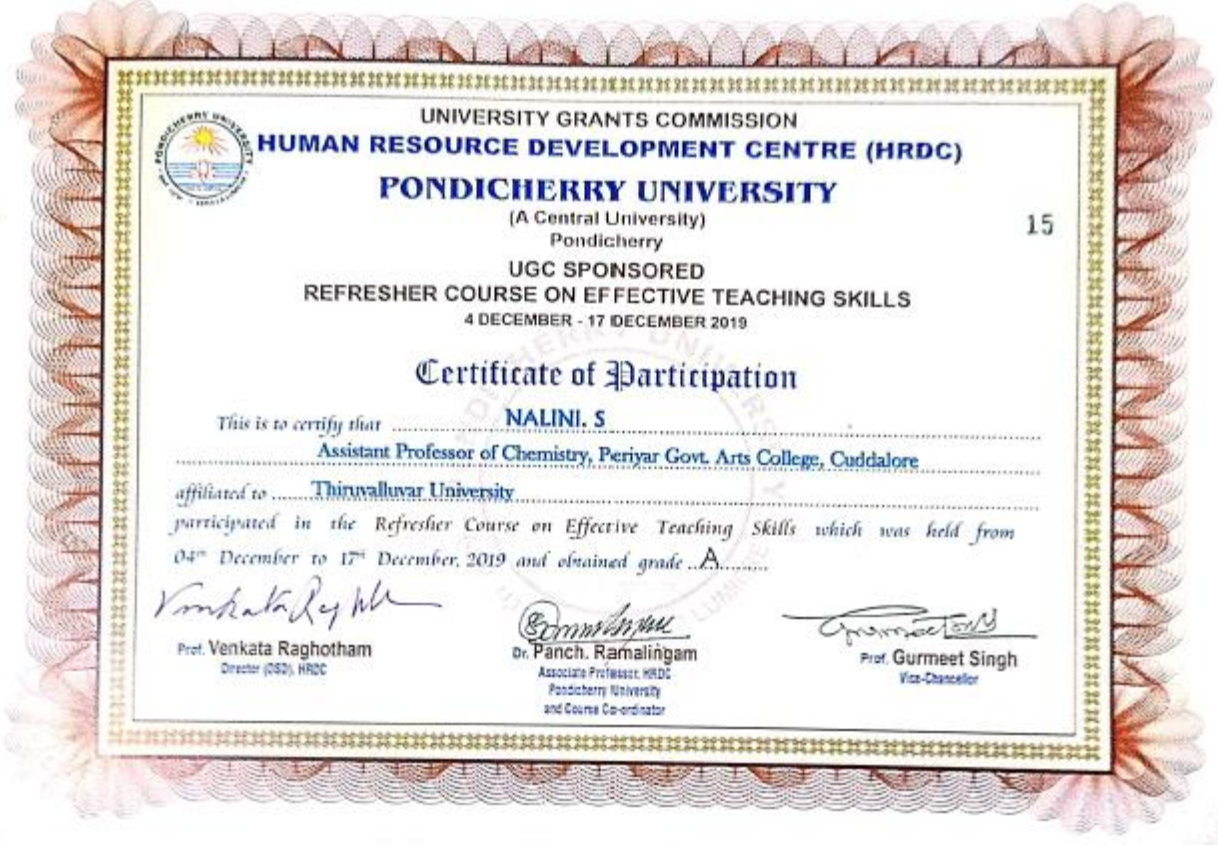 UNIVERSITY GRANTS COMMISSION
HUMAN RESOURCE DEVELOPMENT CENTRE (HRDC)
PONDICHERRY UNIVERSITY
(A Central University)
Pondicherry
15
UGC SPONSORED
REFRESHER COURSE ON EFFECTIVE TEACHING SKILLS
4 DECEMBER - 17 DECEMBER 2019
Certificate of Participation
This is to certify that NALINI. S
Assistant Professor of Chemistry, Periyar Govt. Arts College, Cuddalore
affiliated to Thiruvalluvar University
participated in the Refresher Course on Effective Teaching Skills which was held from
04th December to 17th December, 2019 and obtained grade A
Prof. Venkata Raghotham
Director (OSD), HRDC
Dr. Panch. Ramalingam
Associate Professor, HRDC
Pondicherry University
and Course Co-ordinator
Prof. Gurmeet Singh
Vice-Chancellor
PONDICHERRY UNIVERSITY